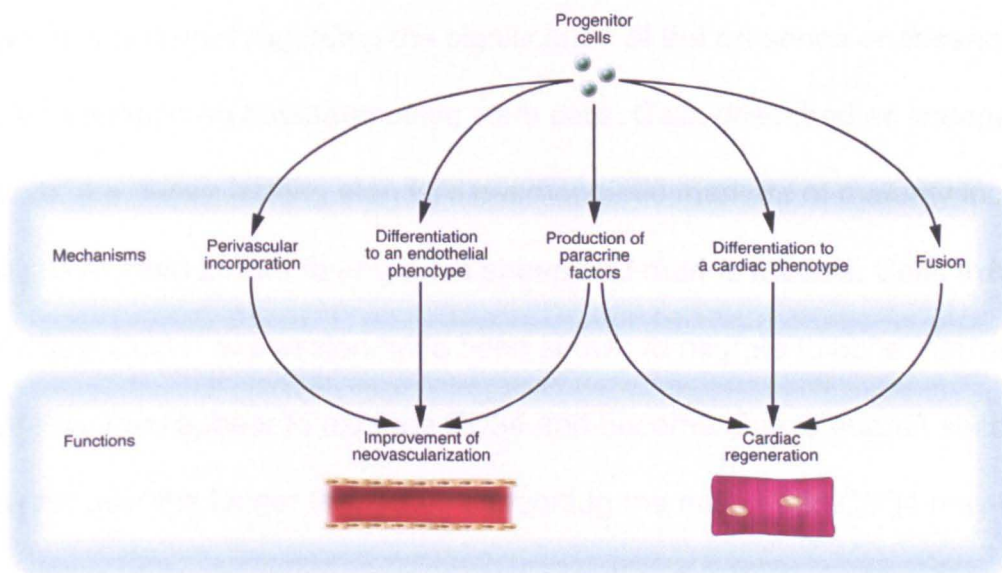 Progenitor
cells
Mechanisms
Perivascular
incorporation
Differentiation
to an endothelial
phenotype
Production of
paracrine
factors
Differentiation to
a cardiac phenotype
Fusion
Functions
Improvement of
neovascularization
Cardiac
regeneration